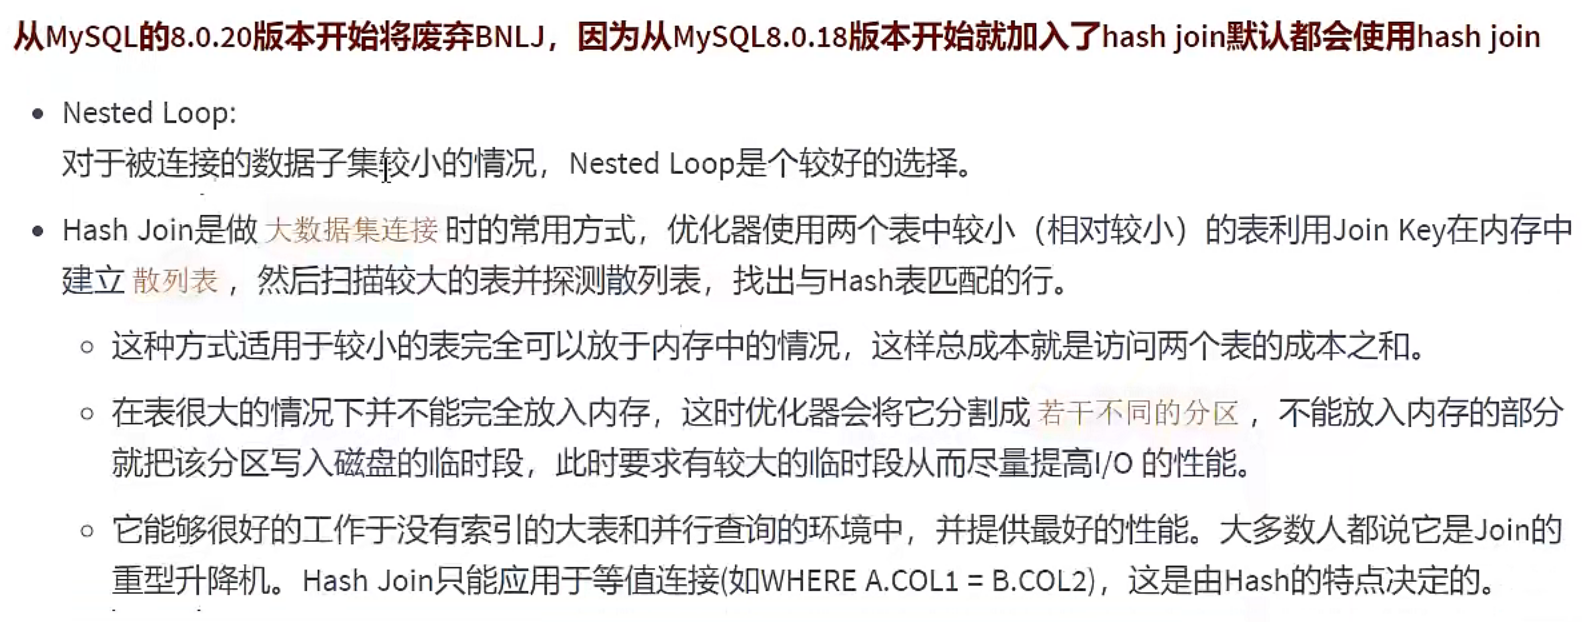 从MySQL的8.0.20版本开始将废弃BNLJ，因为从MySQL8.0.18版本开始就加入了hash join默认都会使用hash join
Nested Loop:
对于被连接的数据子集较小的情况，Nested Loop是个较好的选择。
Hash Join是做 大数据集连接 时的常用方式，优化器使用两个表中较小（相对较小）的表利用Join Key在内存中
建立 散列表 ，然后扫描较大的表并探测散列表，找出与Hash表匹配的行。
这种方式适用于较小的表完全可以放于内存中的情况，这样总成本就是访问两个表的成本之和。
在表很大的情况下并不能完全放入内存，这时优化器会将它分割成 若干不同的分区 ，不能放入内存的部分
就把该分区写入磁盘的临时段，此时要求有较大的临时段从而尽量提高I/O 的性能。
它能够很好的工作于没有索引的大表和并行查询的环境中，并提供最好的性能。大多数人都说它是Join的
重型升降机。Hash Join只能应用于等值连接(如WHERE A.COL1 = B.COL2)，这是由Hash的特点决定的。